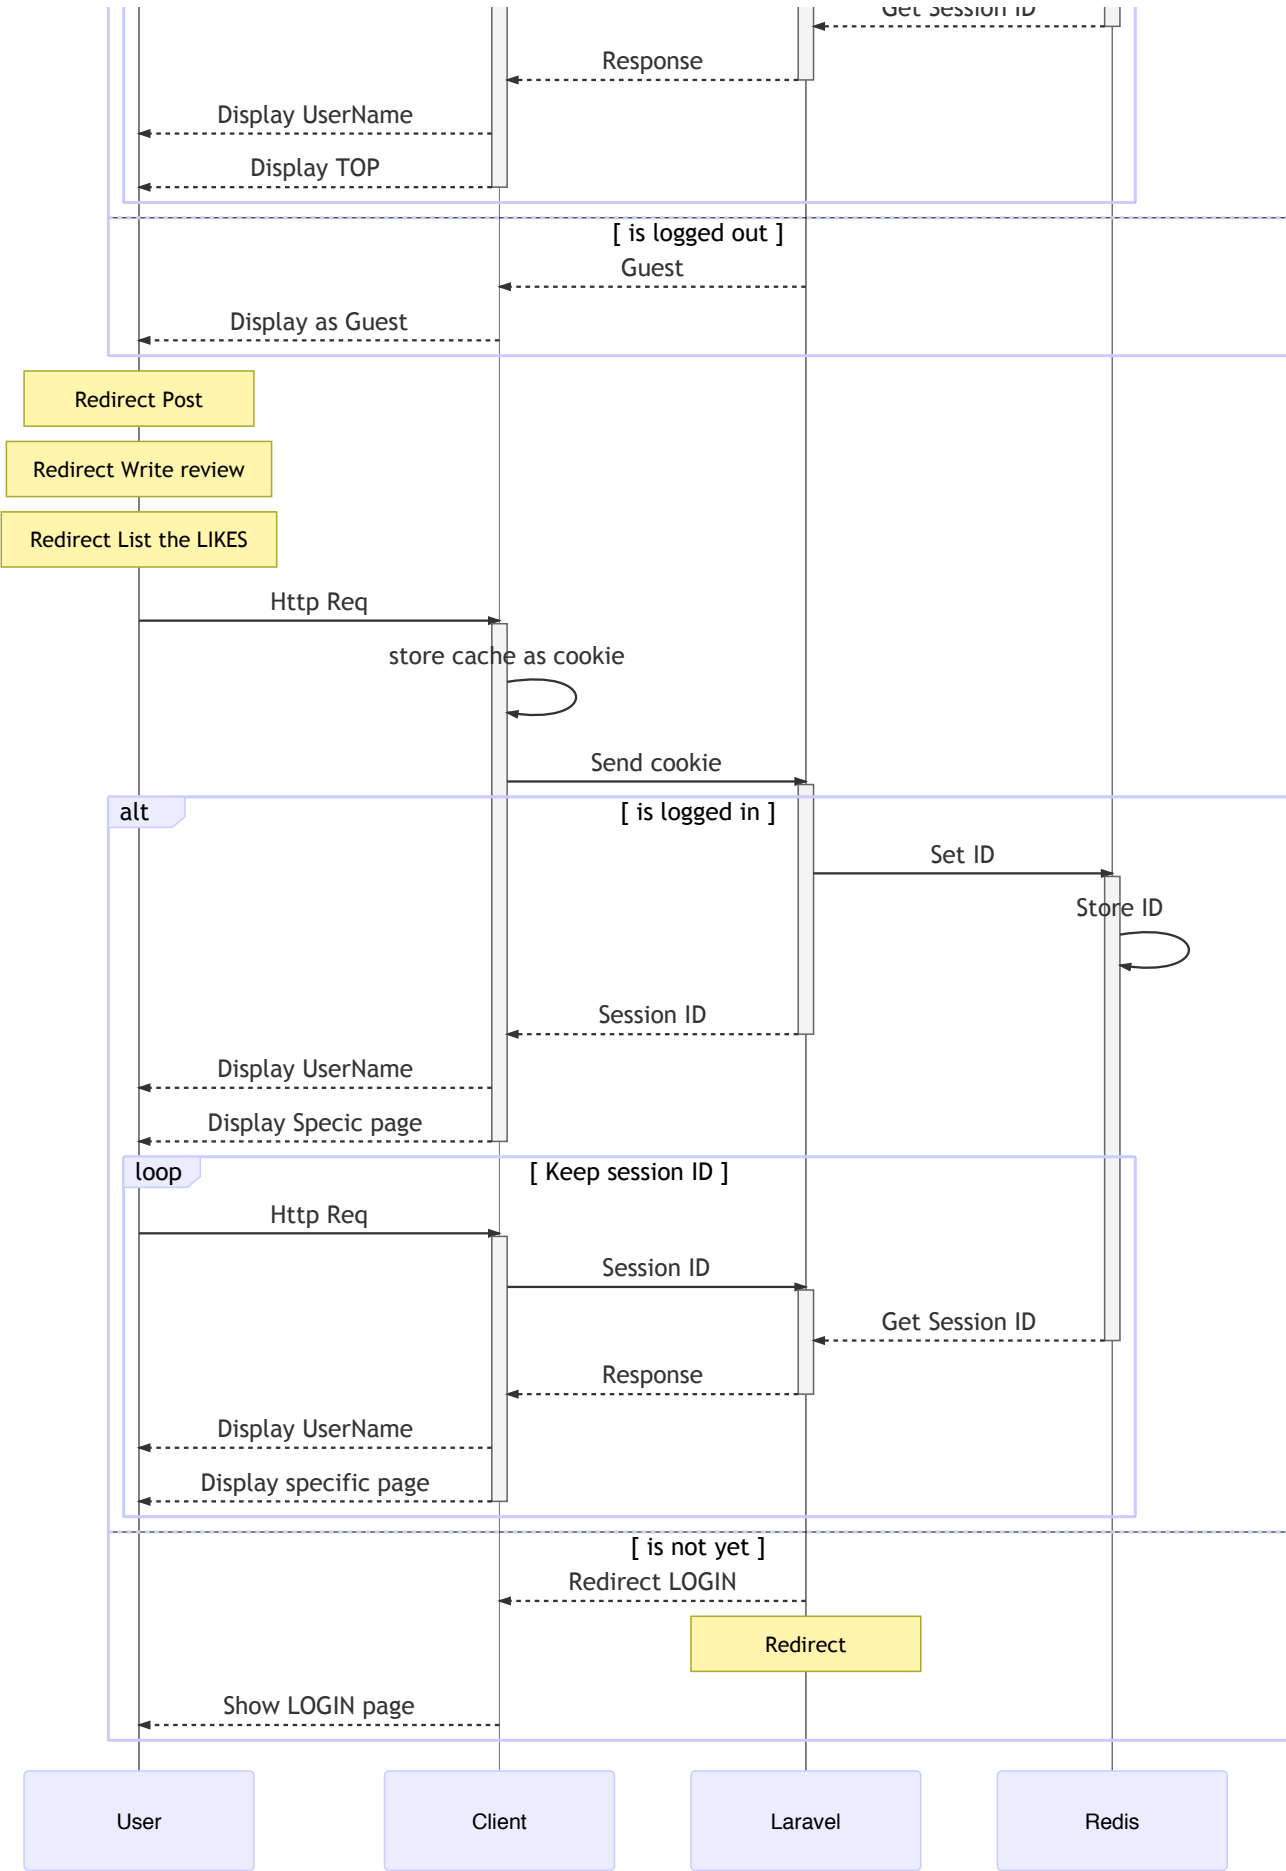 Get Session ID
Response
Display UserName
Display TOP
[ is logged out ]
Guest
Display as Guest
Redirect Post
Redirect Write review
Redirect List the LIKES
Http Req
store cache as cookie
Send cookie
alt
[ is logged in ]
Set ID
Store ID
Session ID
Display UserName
Display Specic page
loop
[ Keep session ID ]
Http Req
Session ID
Get Session ID
Response
Display UserName
Display specific page
[ is not yet ]
Redirect LOGIN
Redirect
Show LOGIN page
User
Client
Laravel
Redis